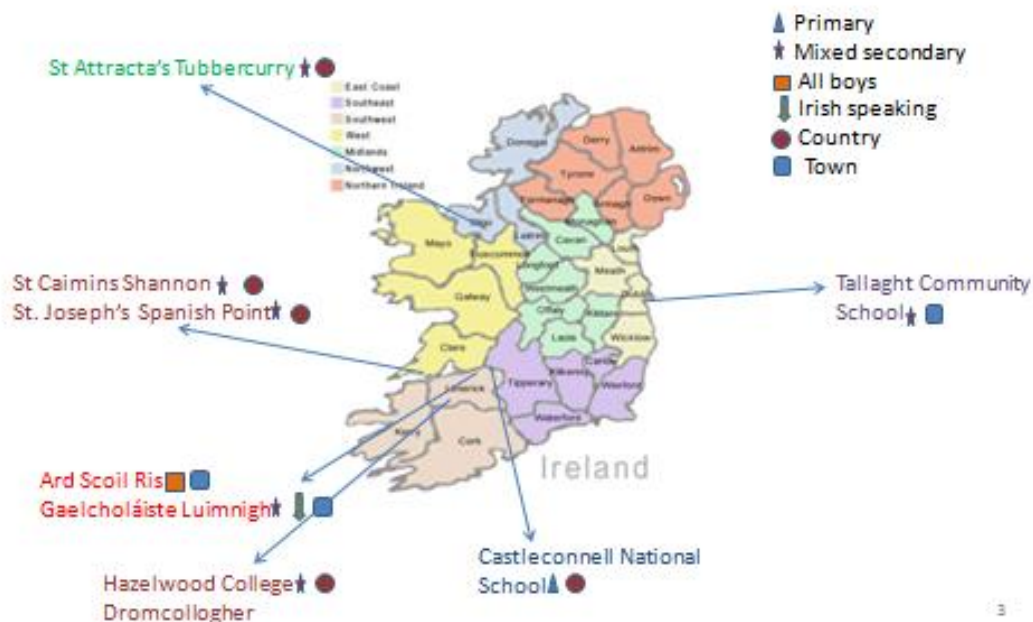 Primary
Mixed secondary
All boys
Irish speaking
Country
Town
St Attracta's Tubbercurry
East Coast
Southeast
Southwest
West
Midlands
Northwest
Northern Ireland
Donegal
Derry
Antrim
Tyrone
Fermanagh
Armagh
Down
Monaghan
Sligo
Leitrim
Cavan
Louth
Mayo
Roscommon
Longford
Meath
Westmeath
Galway
Offaly
Kildare
Dublin
Laois
Wicklow
Clare
Carlow
Tipperary
Kilkenny
Wexford
Limerick
Waterford
Kerry
Cork
Ireland
St Caimins Shannon
St. Joseph's Spanish Point
Tallaght Community
School
Ard Scoil Ris
Gaelcholáiste Luimnigh
Hazelwood College
Dromcollogher
Castleconnell National
School
3